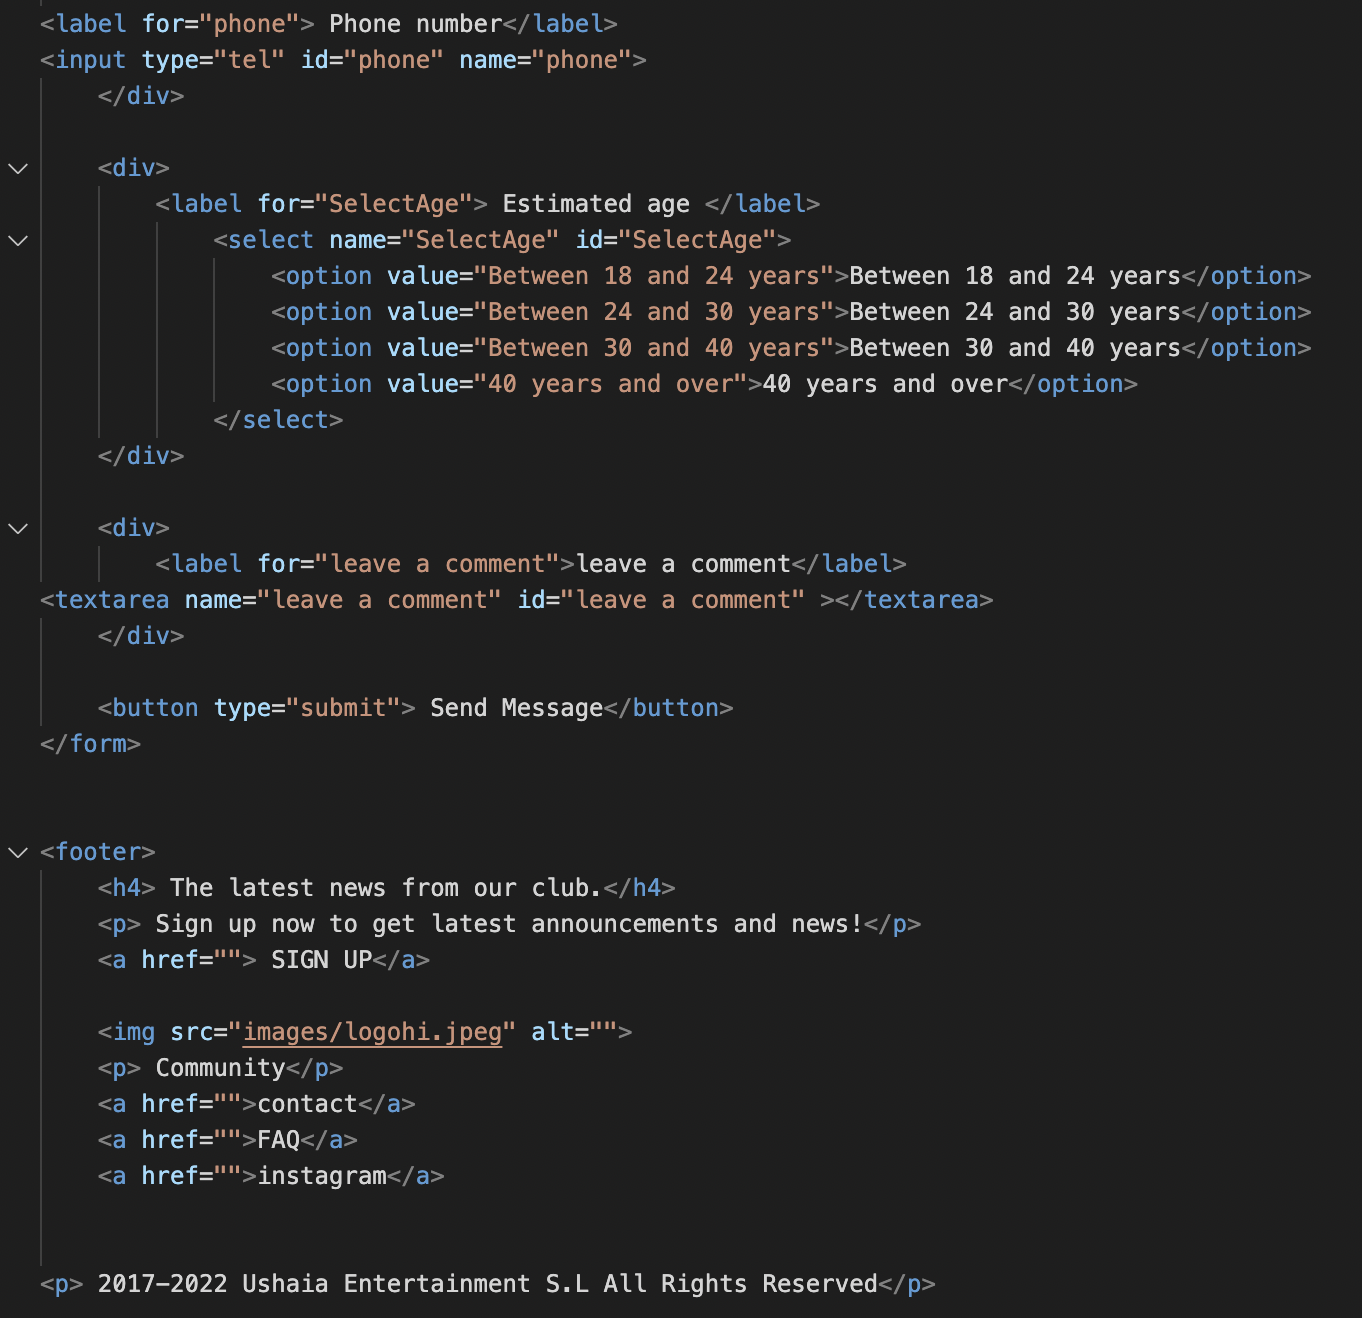 <label for="phone"> Phone number</label>
<input type="tel" id="phone" name="phone">
</div>
<div>
<label for="SelectAge"> Estimated age </label>
<select name="SelectAge" id="SelectAge">
<option value="Between 18 and 24 years">Between 18 and 24 years</option>
<option value="Between 24 and 30 years">Between 24 and 30 years</option>
<option value="Between 30 and 40 years">Between 30 and 40 years</option>
<option value="40 years and over">40 years and over</option>
</select>
</div>
<div>
<label for="leave a comment">leave a comment</label>
<textarea name="leave a comment" id="leave a comment" ></textarea>
</div>
<button type="submit"> Send Message</button>
</form>
<footer>
<h4> The latest news from our club.</h4>
<p> Sign up now to get latest announcements and news!</p>
<a href=""> SIGN UP</a>
<img src="images/logohi.jpeg" alt="">
<p> Community</p>
<a href="">contact</a>
<a href="">FAQ</a>
<a href="">instagram</a>
<p> 2017-2022 Ushaia Entertainment S.L All Rights Reserved</p>